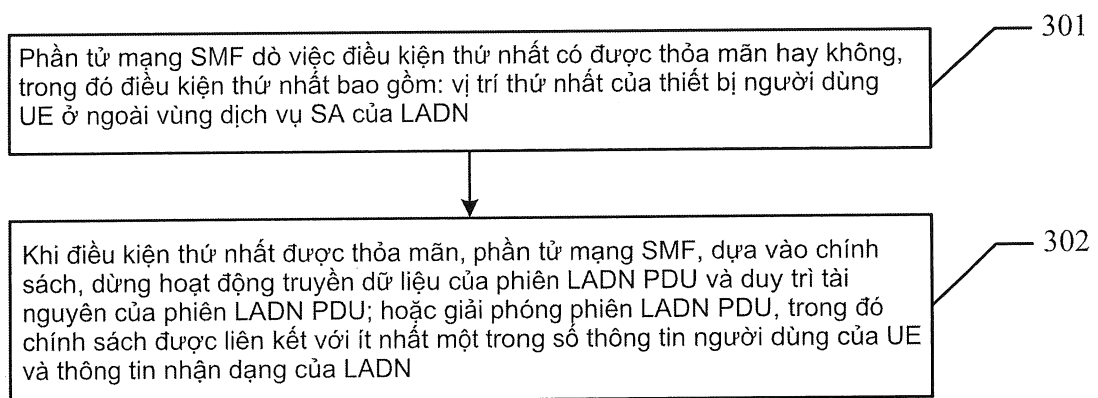 301
Phần tử mạng SMF dò việc điều kiện thứ nhất có được thỏa mãn hay không,
trong đó điều kiện thứ nhất bao gồm: vị trí thứ nhất của thiết bị người dùng
UE ở ngoài vùng dịch vụ SA của LADN
302
Khi điều kiện thứ nhất được thỏa mãn, phần tử mạng SMF, dựa vào chính
sách, dừng hoạt động truyền dữ liệu của phiên LADN PDU và duy trì tài
nguyên của phiên LADN PDU; hoặc giải phóng phiên LADN PDU, trong đó
chính sách được liên kết với ít nhất một trong số thông tin người dùng của UE
và thông tin nhận dạng của LADN